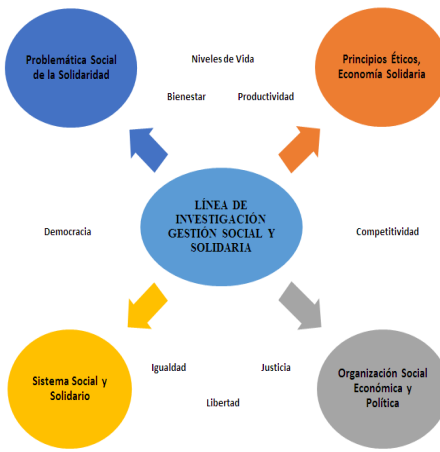 Problemática Social
de la Solidaridad
Niveles de Vida
Bienestar
Productividad
Principios Éticos,
Economía Solidaria
LÍNEA DE
INVESTIGACIÓN
GESTIÓN SOCIAL Y
SOLIDARIA
Democracia
Competitividad
Sistema Social y
Solidario
Igualdad
Justicia
Libertad
Organización Social
Económica y
Política